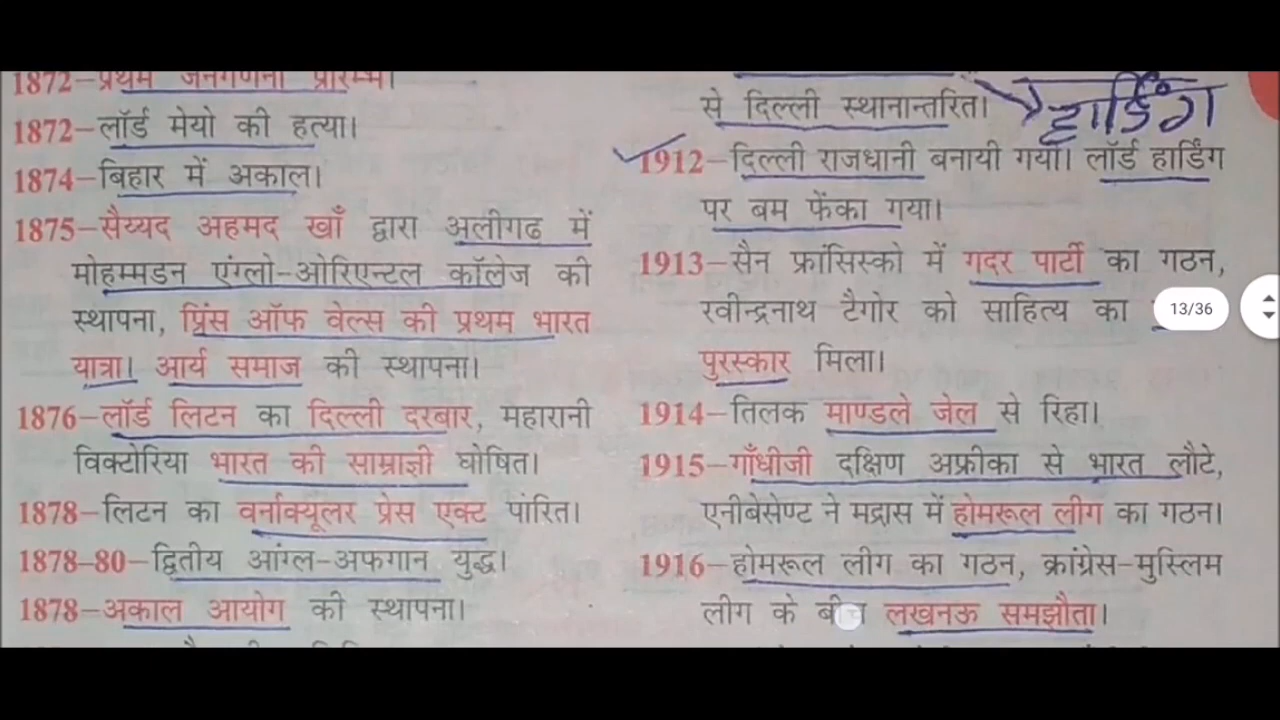 1872–प्रथम जनगणना प्रारम्भ।
1872–लॉर्ड मेयो की हत्या।
1874–बिहार में अकाल।
1875–सैय्यद अहमद खाँ द्वारा अलीगढ में
मोहम्मडन एंग्लो-ओरिएन्टल कॉलेज की
स्थापना, प्रिंस ऑफ वेल्स की प्रथम भारत
यात्रा। आर्य समाज की स्थापना।
1876–लॉर्ड लिटन का दिल्ली दरबार, महारानी
विक्टोरिया भारत की साम्राज्ञी घोषित।
1878–लिटन का वर्नाक्यूलर प्रेस एक्ट पांरित।
1878–80–द्वितीय आंग्ल-अफगान युद्ध।
1878–अकाल आयोग की स्थापना।
से दिल्ली स्थानान्तरित।
हार्डिंग
1912–दिल्ली राजधानी बनायी गयी। लॉर्ड हार्डिंग
पर बम फेंका गया।
1913–सैन फ्रांसिस्को में गदर पार्टी का गठन,
रवीन्द्रनाथ टैगोर को साहित्य का
13/36
पुरस्कार मिला।
1914–तिलक माण्डले जेल से रिहा।
1915–गाँधीजी दक्षिण अफ्रीका से भारत लौटे,
एनीबेसेण्ट ने मद्रास में होमरूल लीग का गठन।
1916–होमरूल लीग का गठन, क्रांग्रेस-मुस्लिम
लीग के लखनऊ समझौता।